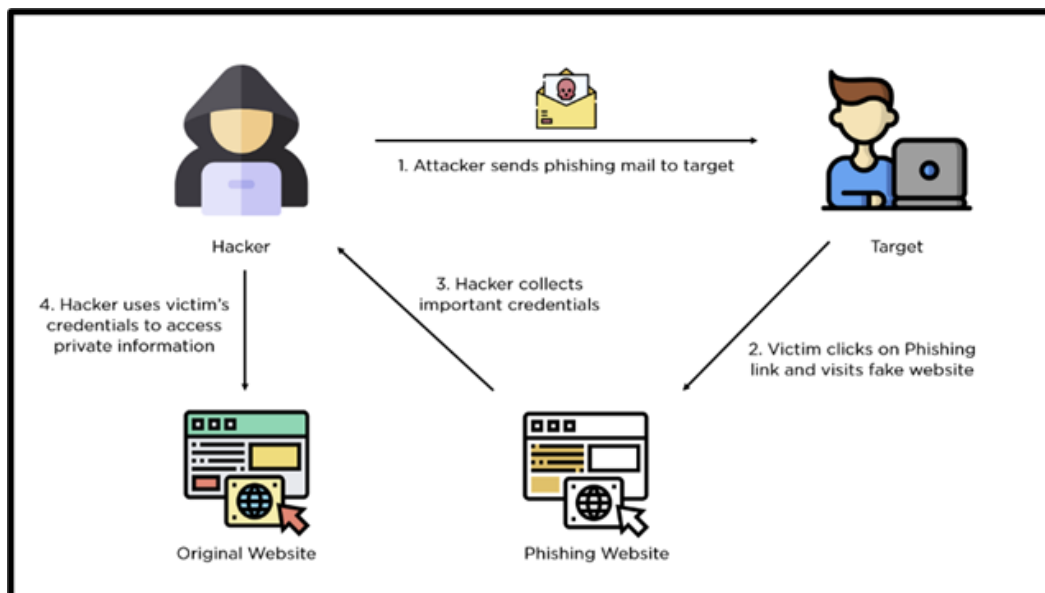 1. Attacker sends phishing mail to target
Hacker
Target
3. Hacker collects
important credentials
4. Hacker uses victim's
credentials to access
private information
2. Victim clicks on Phishing
link and visits fake website
Original Website
Phishing Website